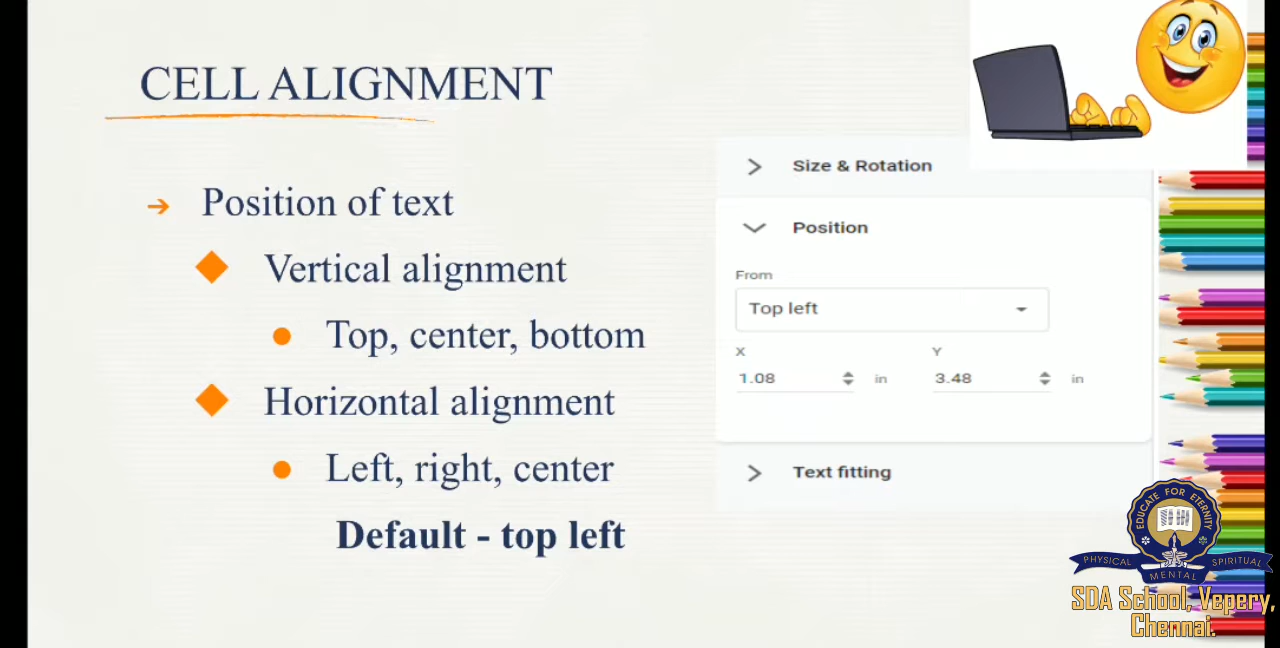 CELL ALIGNMENT
➔ Position of text
◆ Vertical alignment
● Top, center, bottom
◆ Horizontal alignment
● Left, right, center
Default - top left
Size & Rotation
Position
From
Top left
X Y
1.08 in 3.48 in
Text fitting
EDUCATE FOR ETERNITY
PHYSICAL MENTAL SPIRITUAL
SDA School, Vepery,
Chennai.